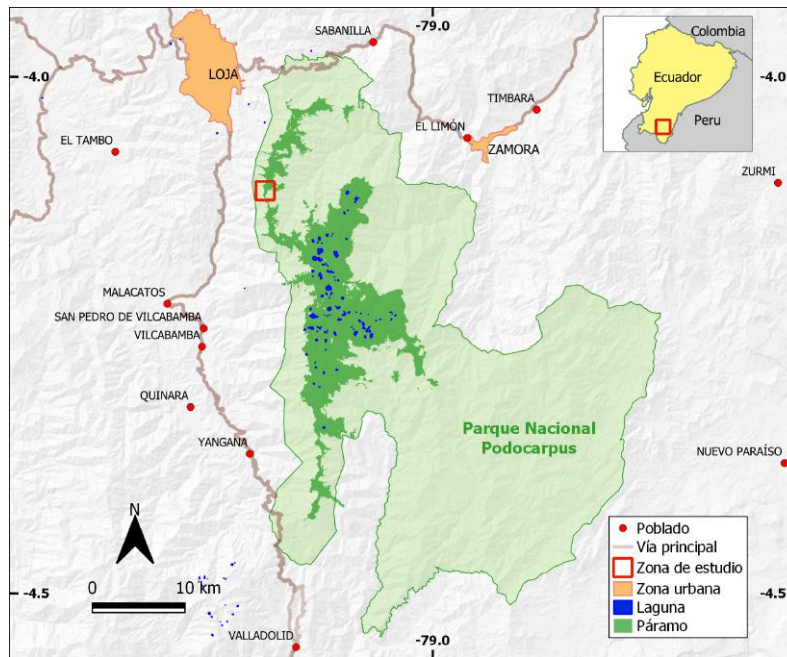 -79.0
SABANILLA
-4.0
LOJA
TIMBARA
EL LIMÓN
ZAMORA
EL TAMBO
Colombia
Ecuador
Peru
-4.0
ZURMI
MALACATOS
SAN PEDRO DE VILCABAMBA
VILCABAMBA
QUINARA
YANGANA
Parque Nacional
Podocarpus
NUEVO PARAÍSO
N
0 10 km
-4.5
VALLADOLID
-79.0
Poblado
Vía principal
Zona de estudio
Zona urbana
Laguna
Páramo
-4.5